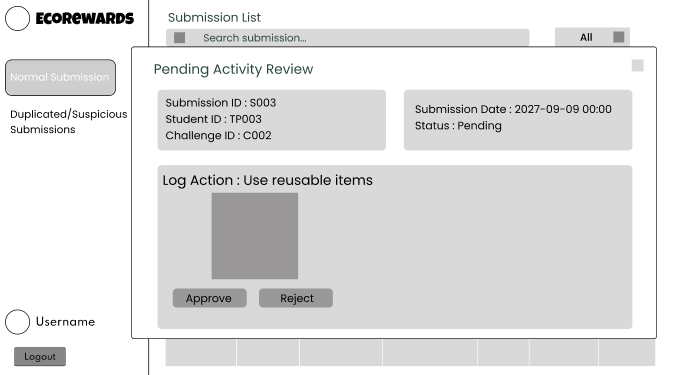 ECOREWARDS
Submission List
Search submission...
All
Normal Submission
Duplicated/Suspicious
Submissions
Pending Activity Review
Submission ID : S003
Student ID : TP003
Challenge ID : C002
Submission Date : 2027-09-09 00:00
Status : Pending
Log Action : Use reusable items
Approve
Reject
Username
Logout